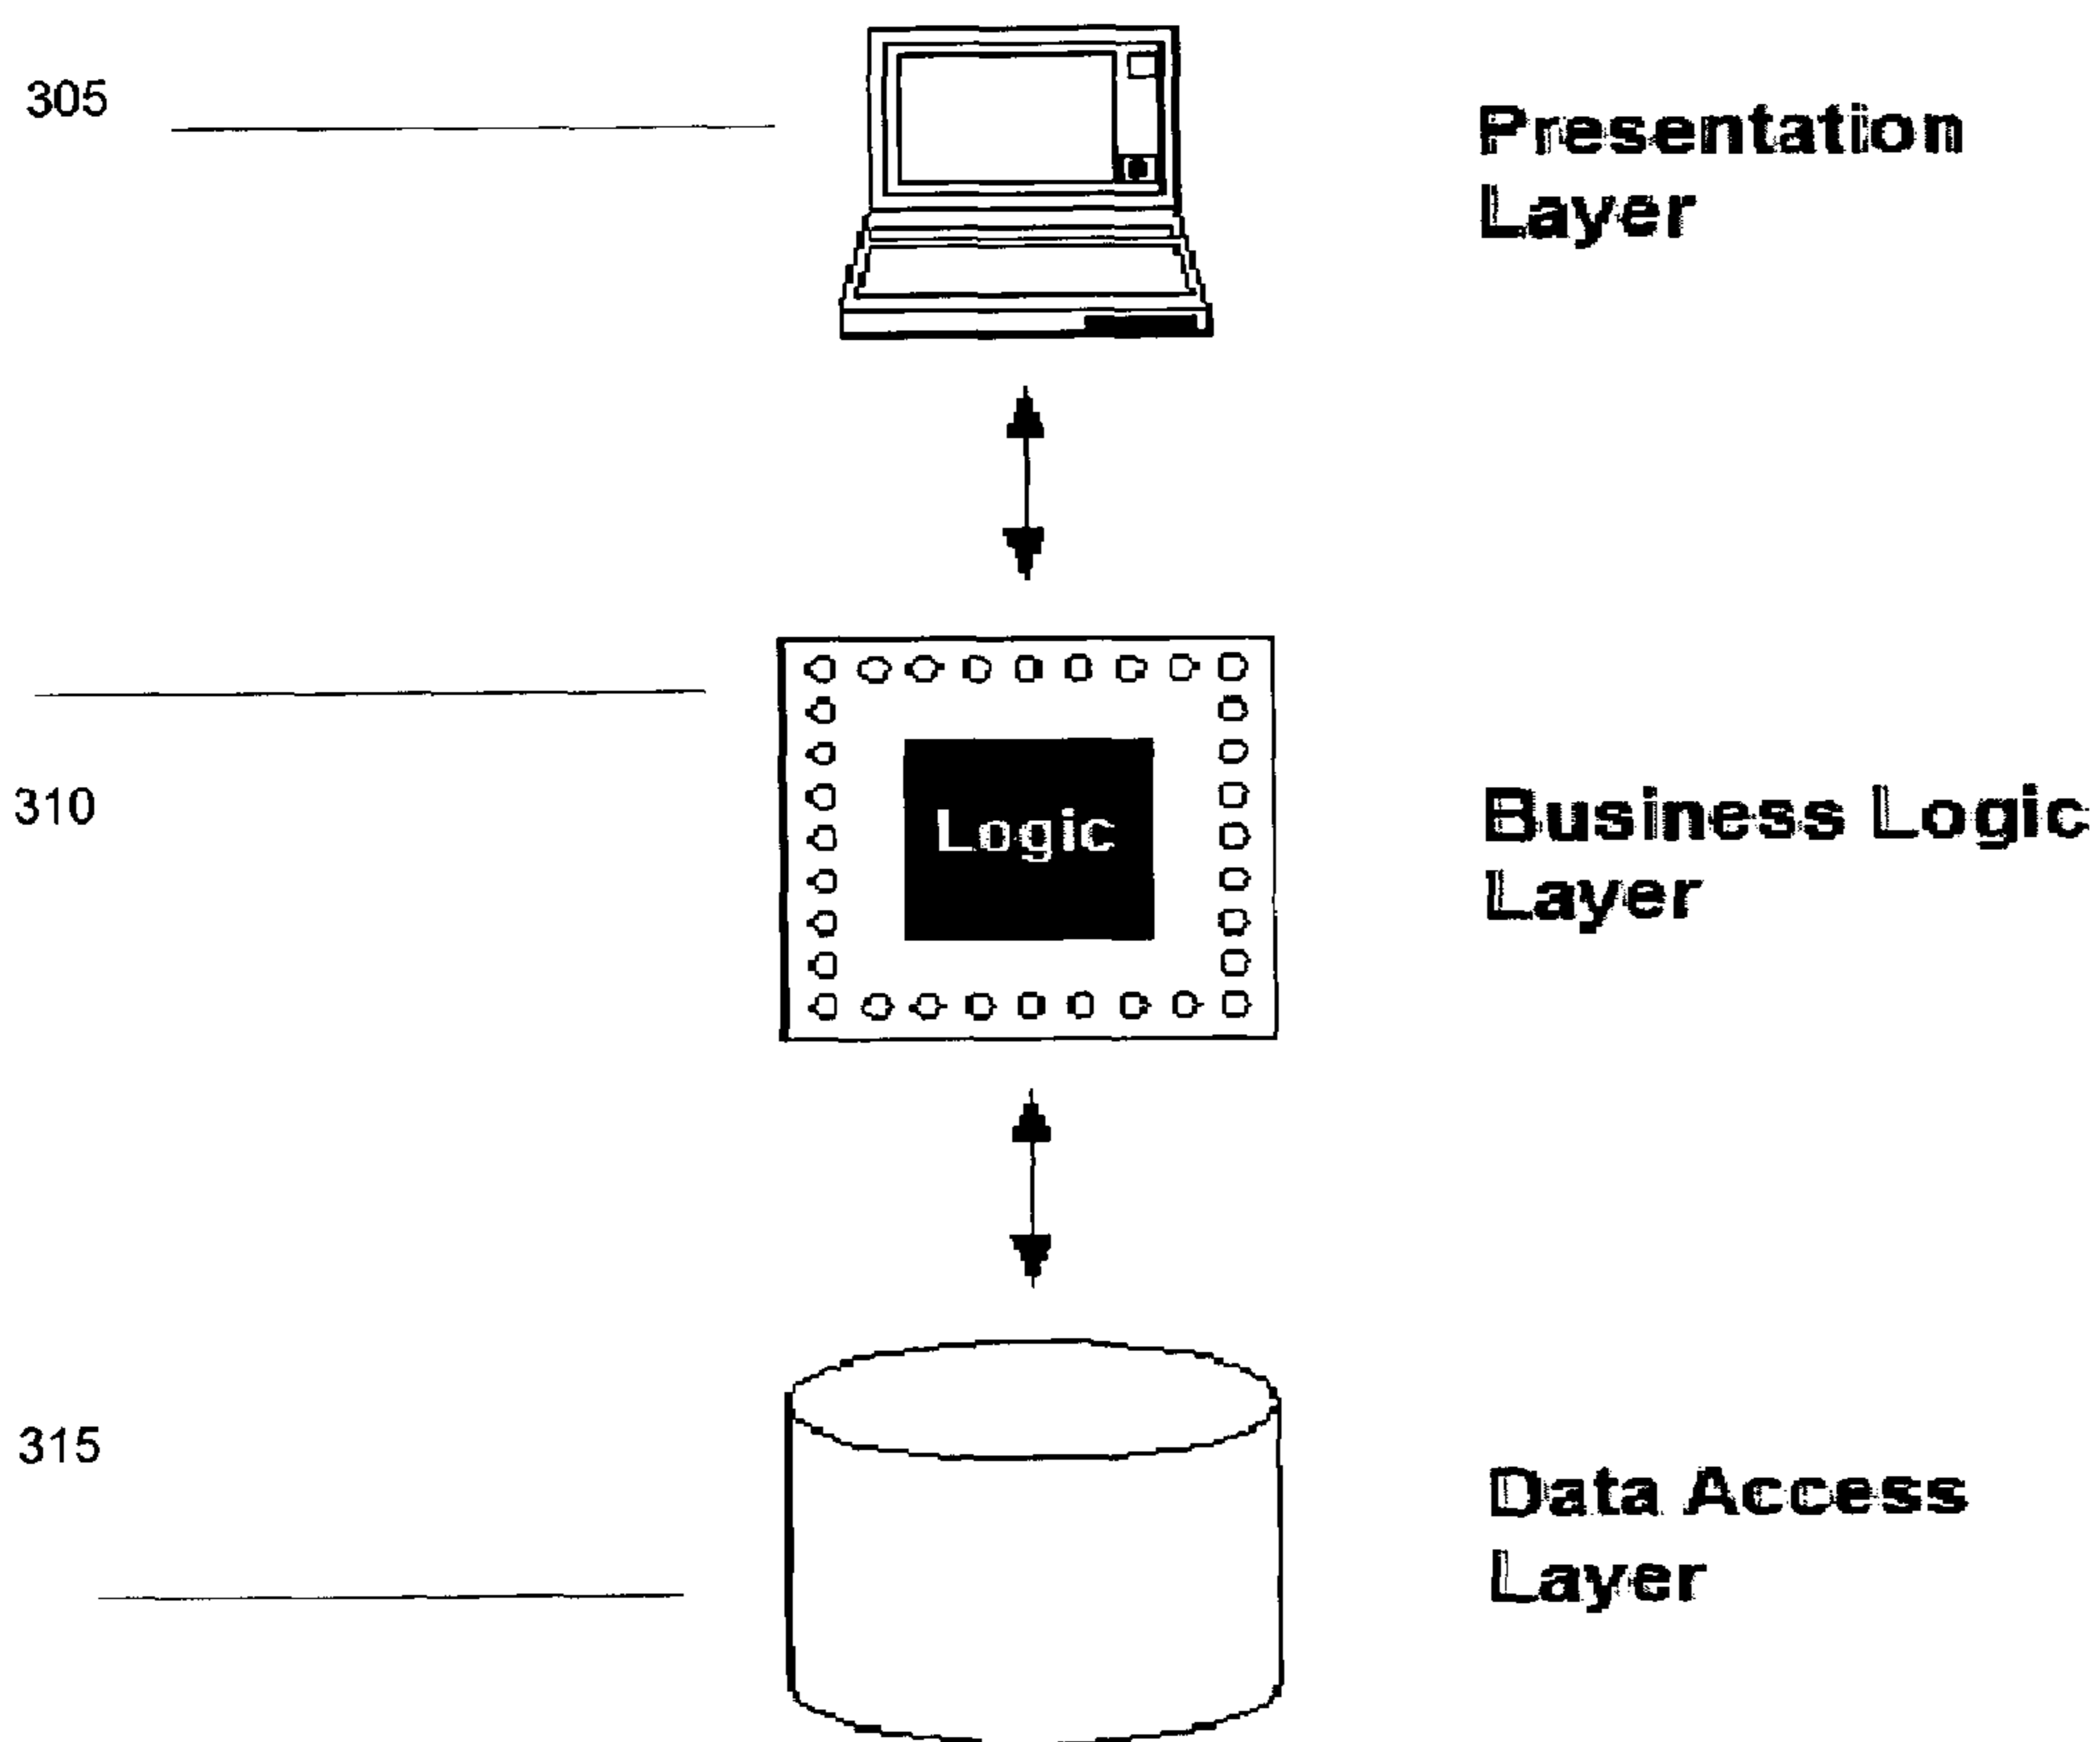 305
Presentation
Layer
310
Logic
Business Logic
Layer
315
Data Access
Layer